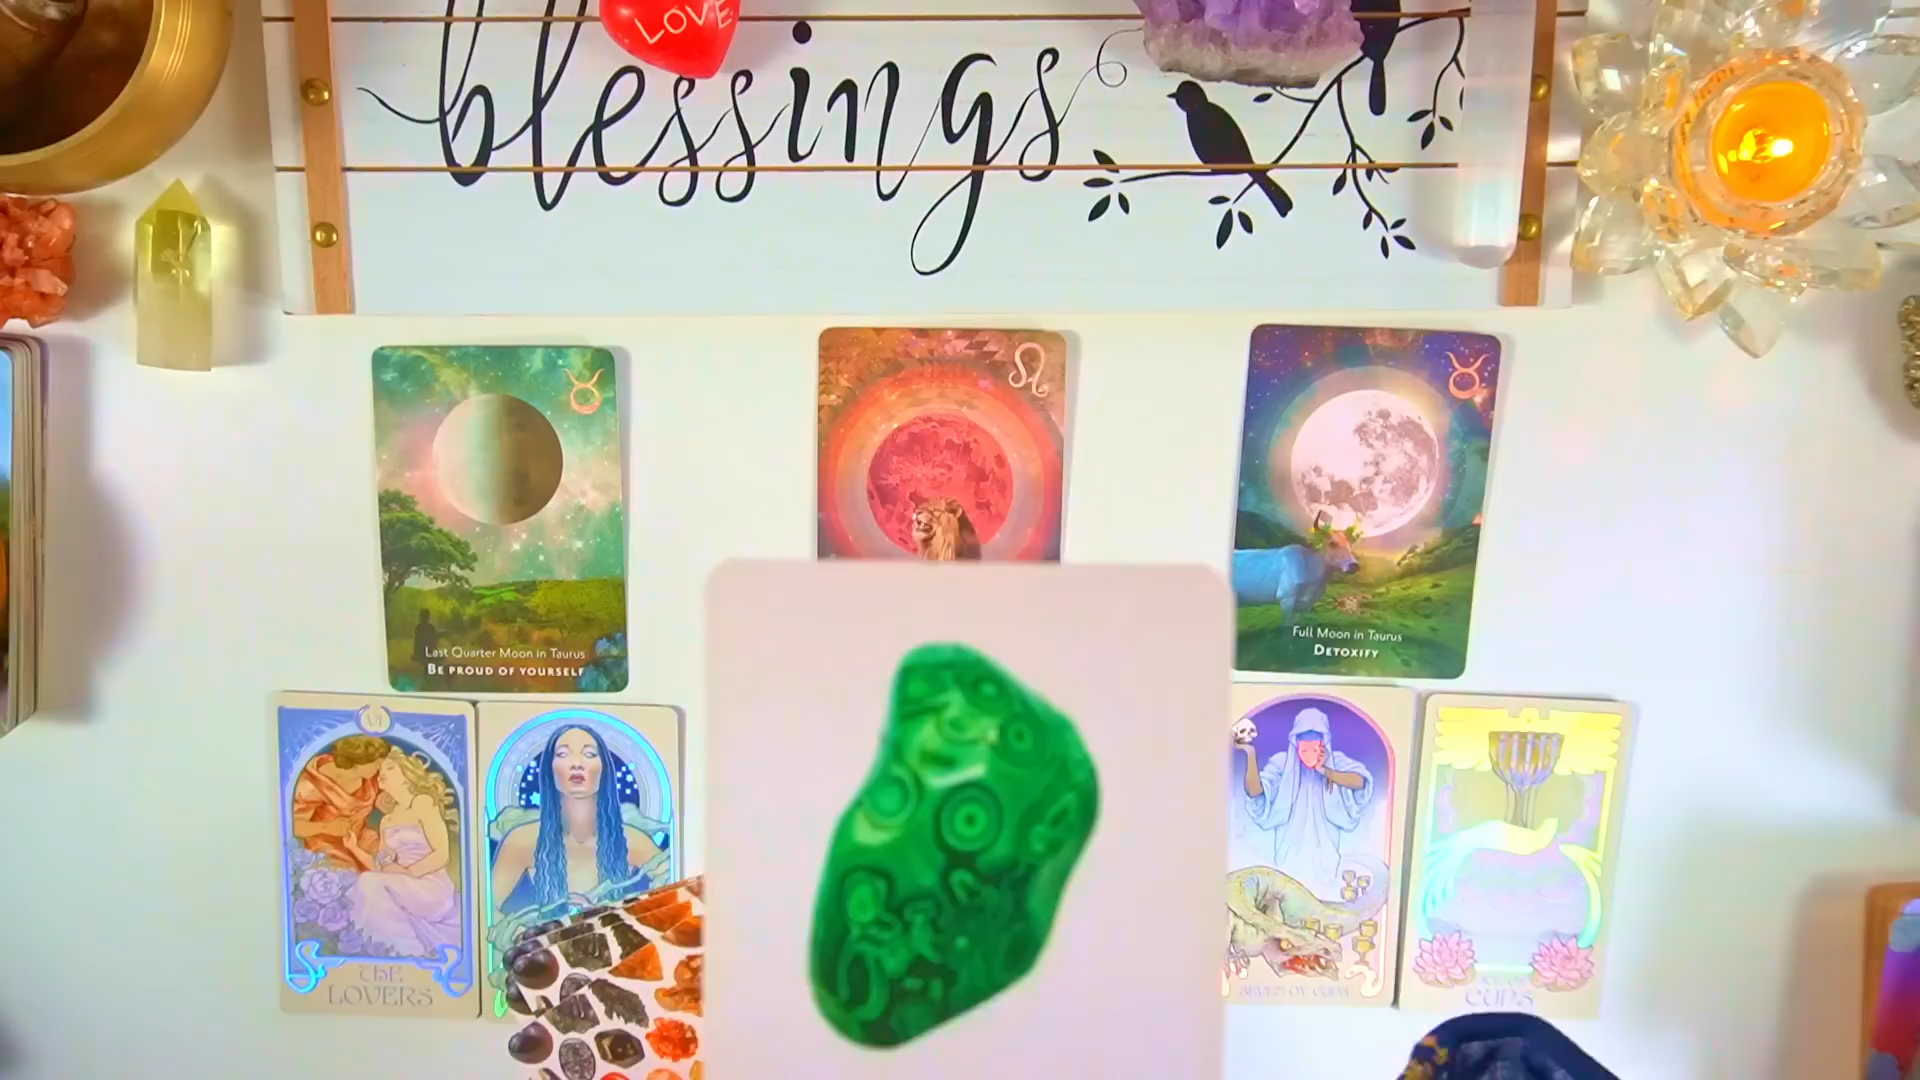 LOVE
blessings
Last Quarter Moon in Taurus
BE PROUD OF YOURSELF
Full Moon in Taurus
DETOXIFY
VI
THE
LOVERS
SEVEN OF CUPS
CUPS